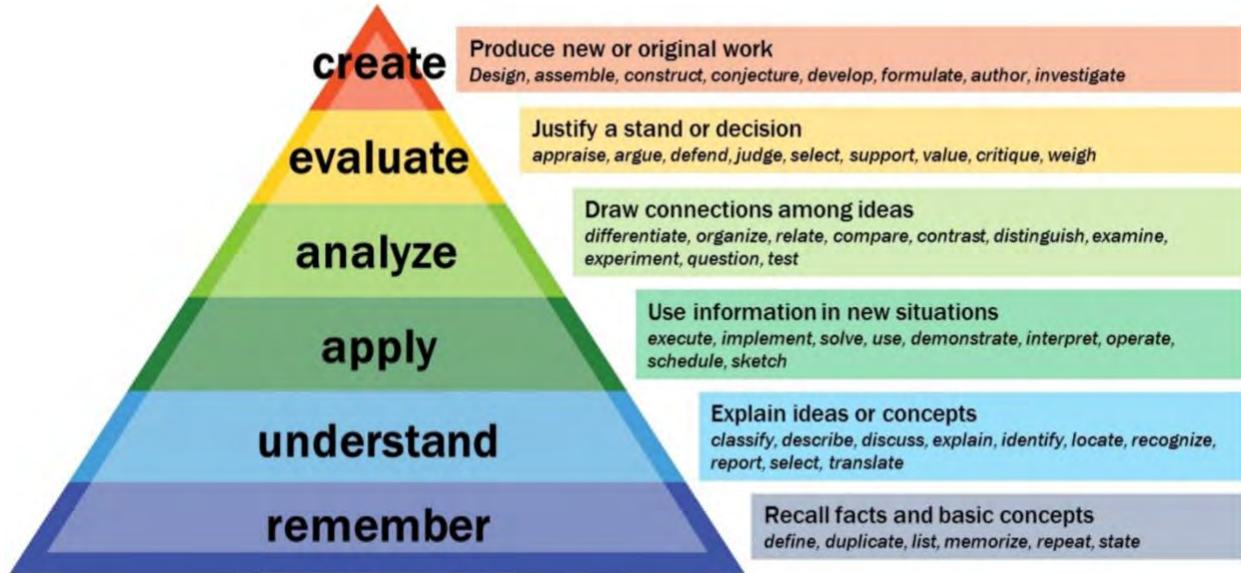 create
Produce new or original work
Design, assemble, construct, conjecture, develop, formulate, author, investigate
evaluate
Justify a stand or decision
appraise, argue, defend, judge, select, support, value, critique, weigh
analyze
Draw connections among ideas
differentiate, organize, relate, compare, contrast, distinguish, examine,
experiment, question, test
apply
Use information in new situations
execute, implement, solve, use, demonstrate, interpret, operate,
schedule, sketch
understand
Explain ideas or concepts
classify, describe, discuss, explain, identify, locate, recognize,
report, select, translate
remember
Recall facts and basic concepts
define, duplicate, list, memorize, repeat, state